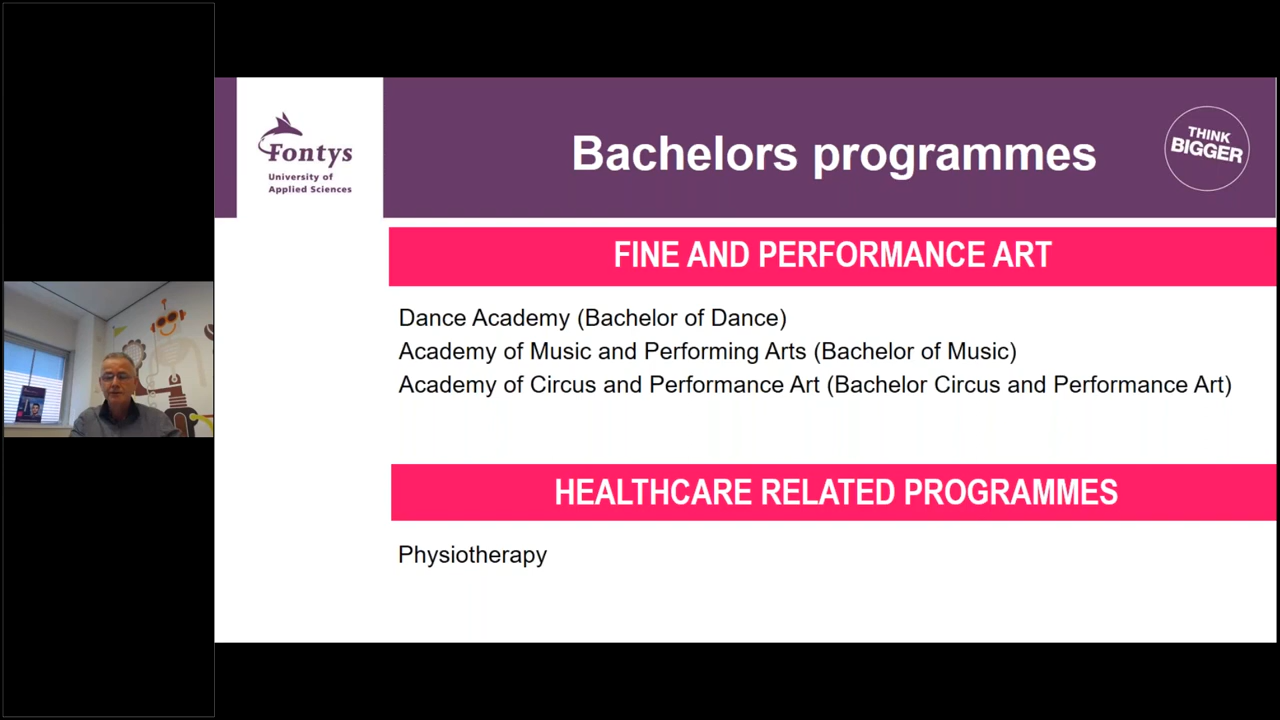 Fontys
University of
Applied Sciences
Bachelors programmes
THINK
BIGGER
FINE AND PERFORMANCE ART
Dance Academy (Bachelor of Dance)
Academy of Music and Performing Arts (Bachelor of Music)
Academy of Circus and Performance Art (Bachelor Circus and Performance Art)
HEALTHCARE RELATED PROGRAMMES
Physiotherapy